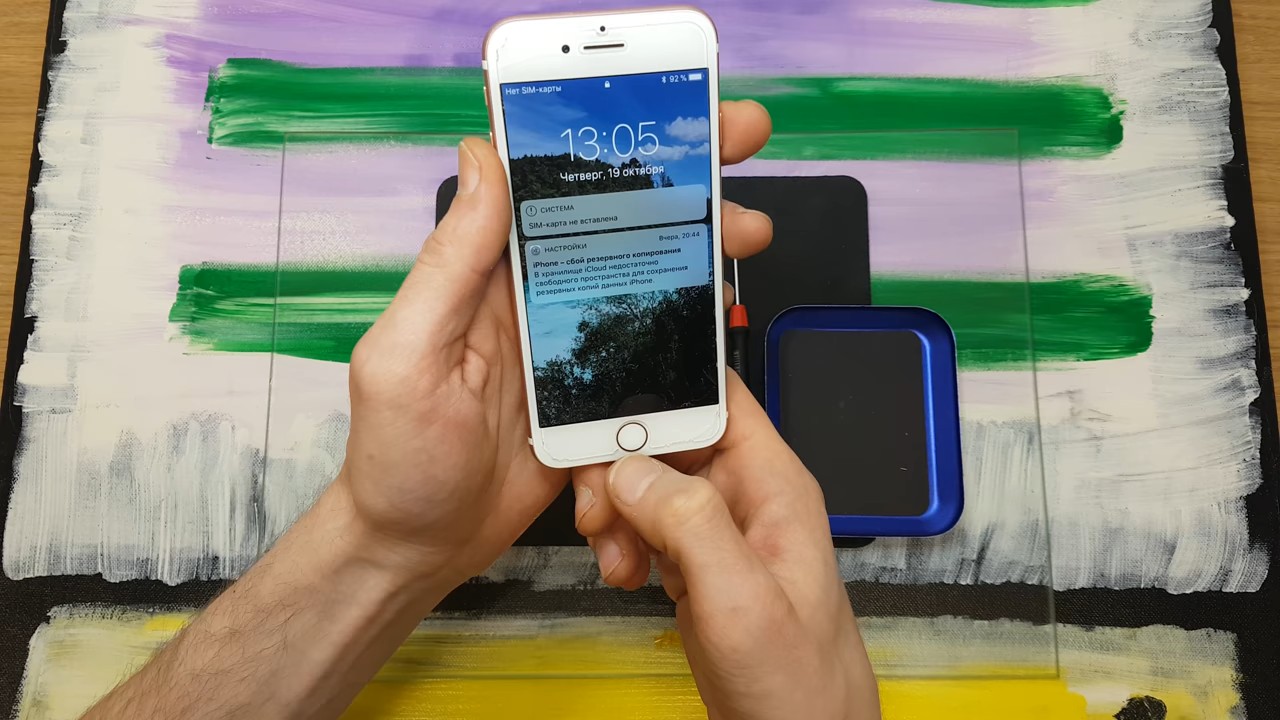 Нет SIM-карты
92 %
13:05
Четверг, 19 октября
СИСТЕМА
SIM-карта не вставлена
НАСТРОЙКИ
Вчера, 20:44
iPhone – сбой резервного копирования
В хранилище iCloud недостаточно
свободного пространства для сохранения
резервных копий данных iPhone.